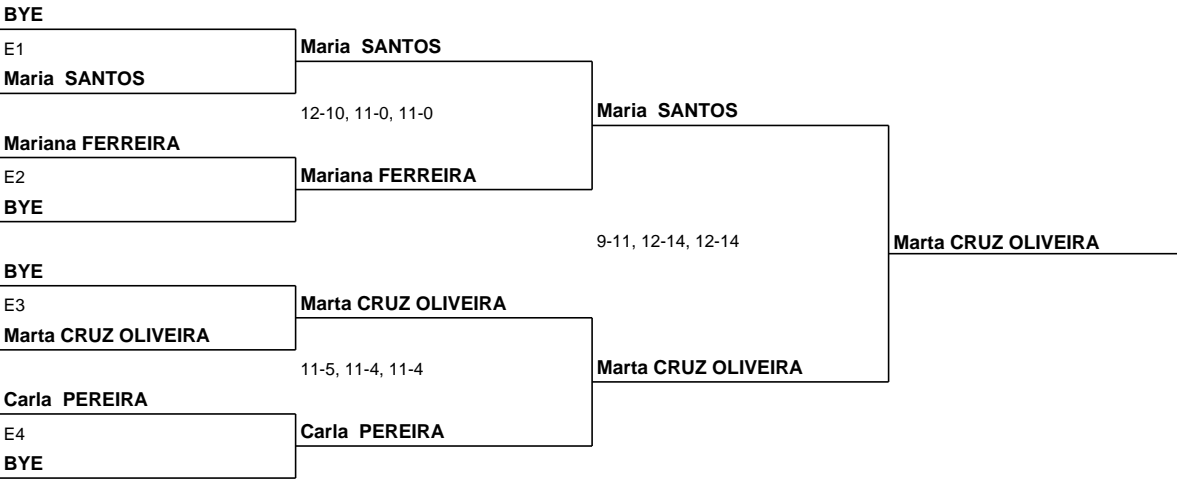 BYE
E1
Maria SANTOS
Maria SANTOS
12-10, 11-0, 11-0
Maria SANTOS
Mariana FERREIRA
E2
Mariana FERREIRA
BYE
9-11, 12-14, 12-14
Marta CRUZ OLIVEIRA
BYE
E3
Marta CRUZ OLIVEIRA
Marta CRUZ OLIVEIRA
11-5, 11-4, 11-4
Marta CRUZ OLIVEIRA
Carla PEREIRA
E4
Carla PEREIRA
BYE